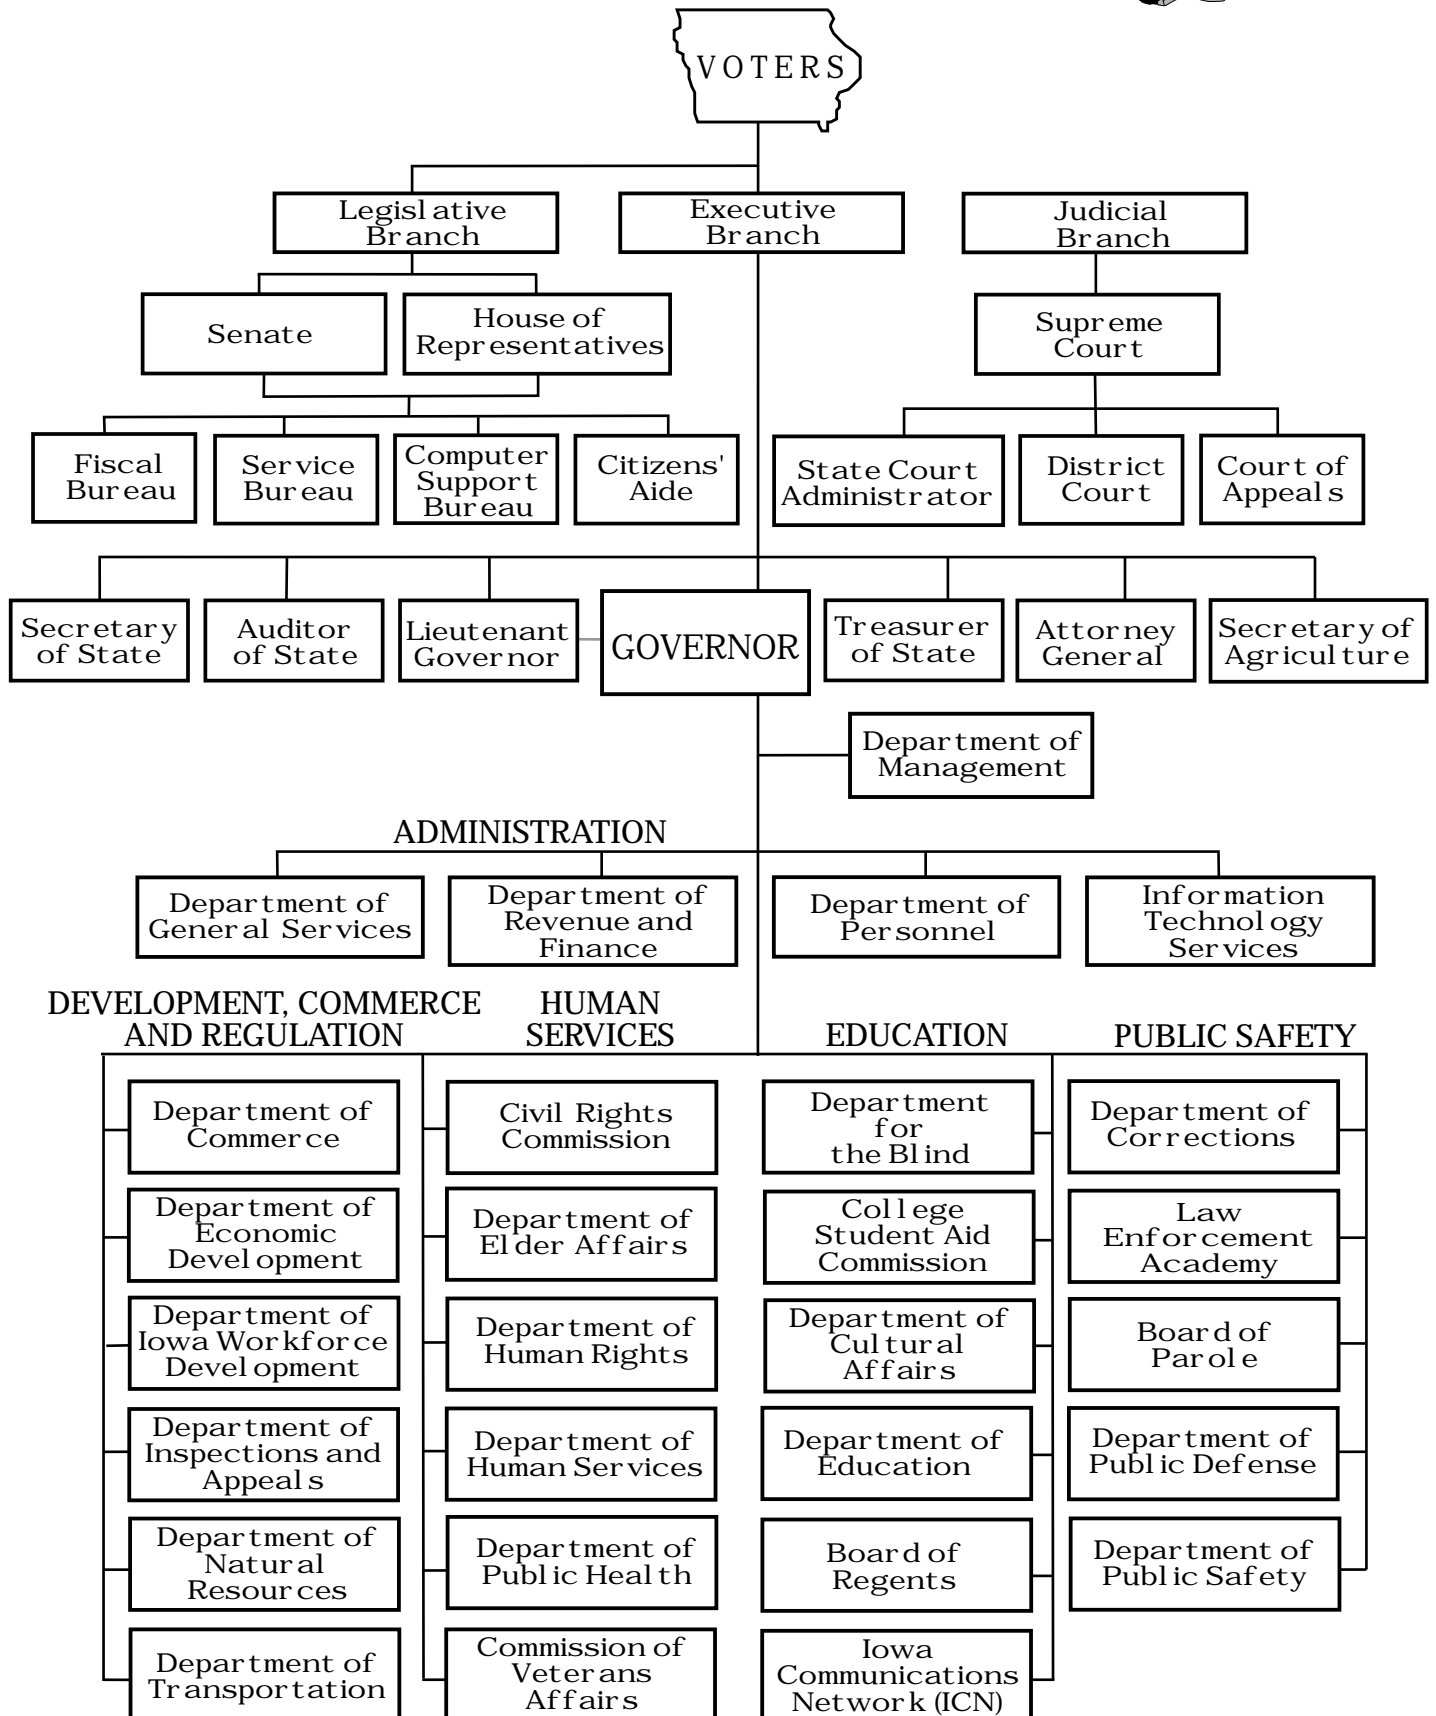 VOTERS
Legislative
Branch
Executive
Branch
Judicial
Branch
Senate
House of
Representatives
Supreme
Court
Fiscal
Bureau
Service
Bureau
Computer
Support
Bureau
Citizens'
Aide
State Court
Administrator
District
Court
Court of
Appeals
Secretary
of State
Auditor
of State
Lieutenant
Governor
GOVERNOR
Treasurer
of State
Attorney
General
Secretary of
Agriculture
Department of
Management
ADMINISTRATION
Department of
General Services
Department of
Revenue and
Finance
Department of
Personnel
Information
Technology
Services
DEVELOPMENT, COMMERCE
AND REGULATION
Department of
Commerce
Department of
Economic
Development
Department of
Iowa Workforce
Development
Department of
Inspections and
Appeals
Department of
Natural
Resources
Department of
Transportation
HUMAN
SERVICES
Civil Rights
Commission
Department of
Elder Affairs
Department of
Human Rights
Department of
Human Services
Department of
Public Health
Commission of
Veterans
Affairs
EDUCATION
Department
for
the Blind
College
Student Aid
Commission
Department of
Cultural
Affairs
Department of
Education
Board of
Regents
Iowa
Communications
Network (ICN)
PUBLIC SAFETY
Department of
Corrections
Law
Enforcement
Academy
Board of
Parole
Department of
Public Defense
Department of
Public Safety